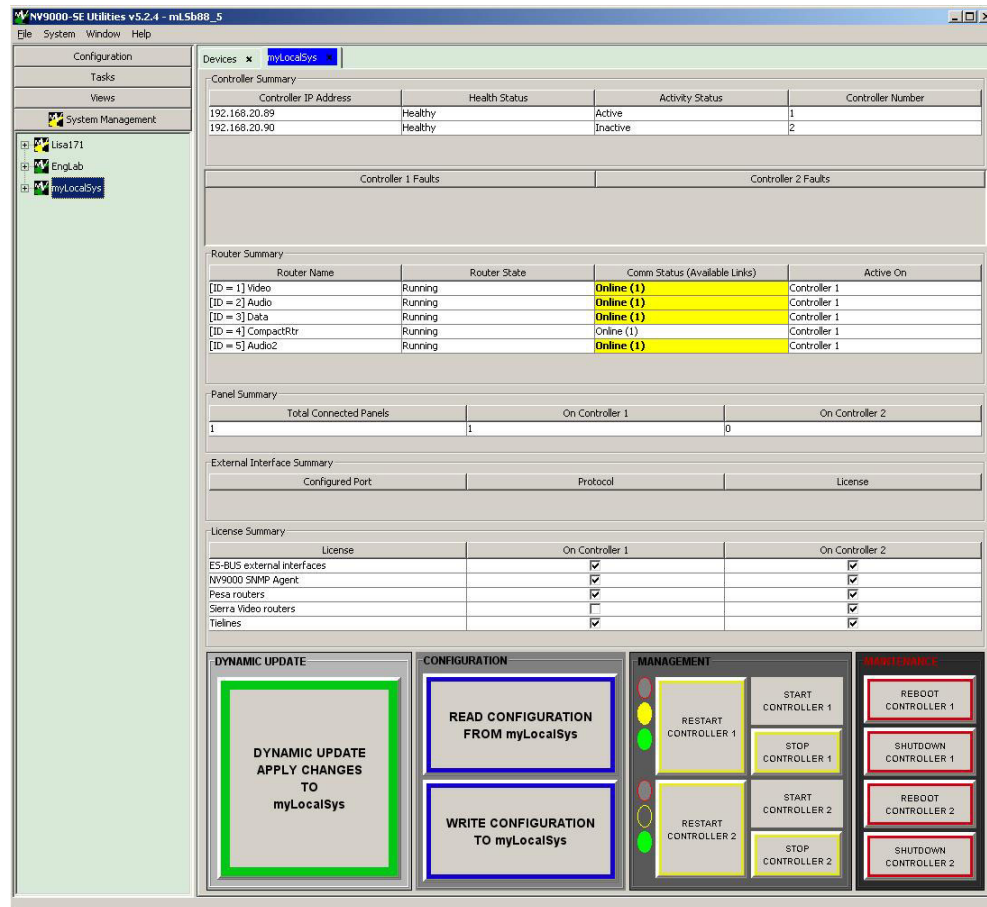 NV9000-SE Utilities v5.2.4 - mLSb88_5
File System Window Help
Configuration
Tasks
Views
System Management
Lisa171
EngLab
myLocalSys
Devices x myLocalSys x
Controller Summary
Controller IP Address Health Status Activity Status Controller Number
192.168.20.89 Healthy Active 1
192.168.20.90 Healthy Inactive 2
Controller 1 Faults Controller 2 Faults
Router Summary
Router Name Router State Comm Status (Available Links) Active On
[ID = 1] Video Running Online (1) Controller 1
[ID = 2] Audio Running Online (1) Controller 1
[ID = 3] Data Running Online (1) Controller 1
[ID = 4] CompactRtr Running Online (1) Controller 1
[ID = 5] Audio2 Running Online (1) Controller 1
Panel Summary
Total Connected Panels On Controller 1 On Controller 2
1 1 0
External Interface Summary
Configured Port Protocol License
License Summary
License On Controller 1 On Controller 2
ES-BUS external interfaces
NV9000 SNMP Agent
Pesa routers
Sierra Video routers
Tielines
DYNAMIC UPDATE
DYNAMIC UPDATE
APPLY CHANGES
TO
myLocalSys
CONFIGURATION
READ CONFIGURATION
FROM myLocalSys
WRITE CONFIGURATION
TO myLocalSys
MANAGEMENT
RESTART
CONTROLLER 1
START
CONTROLLER 1
STOP
CONTROLLER 1
RESTART
CONTROLLER 2
START
CONTROLLER 2
STOP
CONTROLLER 2
MAINTENANCE
REBOOT
CONTROLLER 1
SHUTDOWN
CONTROLLER 1
REBOOT
CONTROLLER 2
SHUTDOWN
CONTROLLER 2